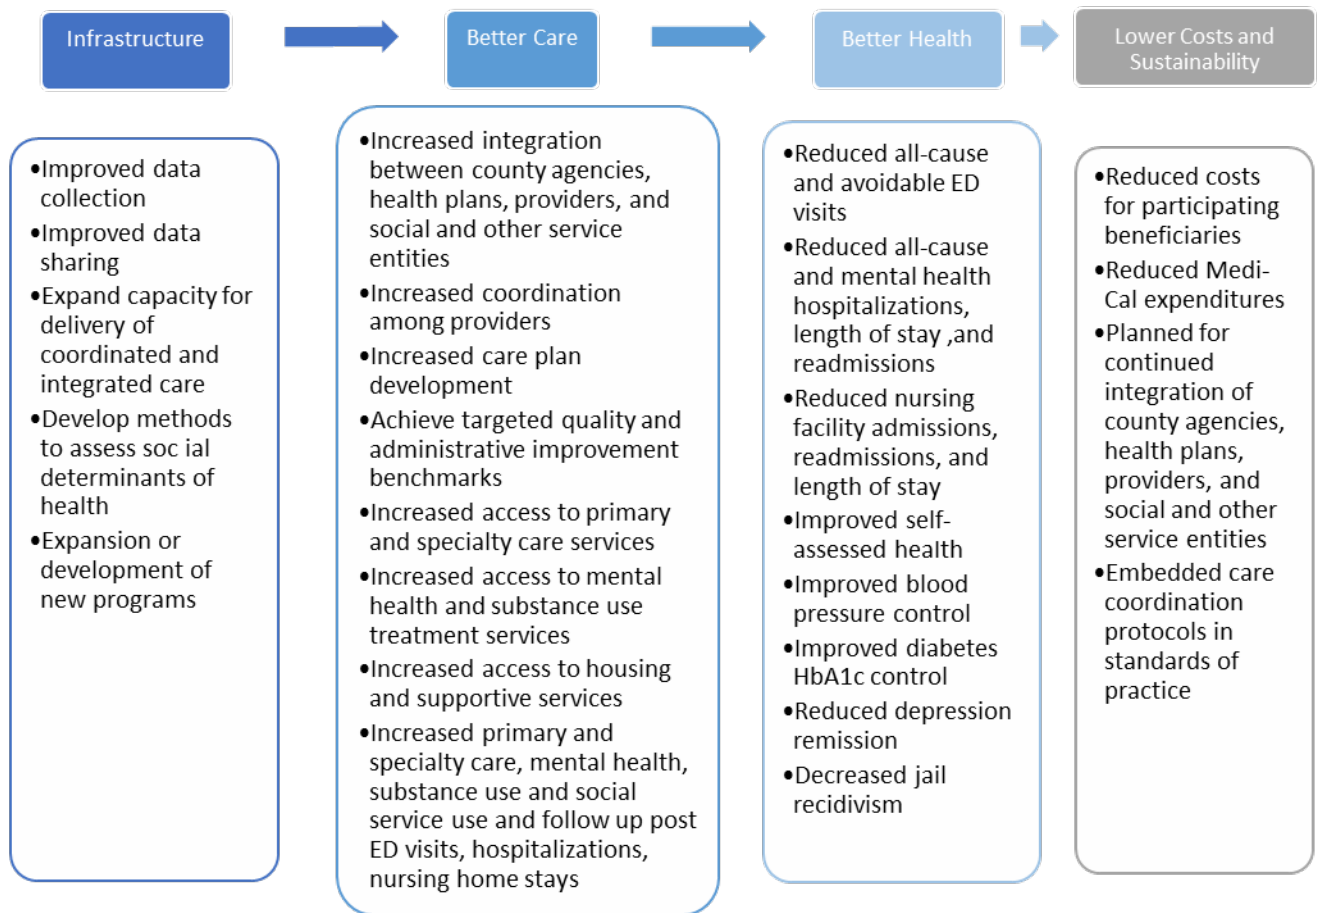 Infrastructure
Better Care
Better Health
Lower Costs and
Sustainability
•Improved data
collection
•Improved data
sharing
•Expand capacity for
delivery of
coordinated and
integrated care
•Develop methods
to assess soc ial
determinants of
health
•Expansion or
development of
new programs
•Increased integration
between county agencies,
health plans, providers, and
social and other service
entities
•Increased coordination
among providers
•Increased care plan
development
•Achieve targeted quality and
administrative improvement
benchmarks
•Increased access to primary
and specialty care services
•Increased access to mental
health and substance use
treatment services
•Increased access to housing
and supportive services
•Increased primary and
specialty care, mental health,
substance use and social
service use and follow up post
ED visits, hospitalizations,
nursing home stays
•Reduced all-cause
and avoidable ED
visits
•Reduced all-cause
and mental health
hospitalizations,
length of stay ,and
readmissions
•Reduced nursing
facility admissions,
readmissions, and
length of stay
•Improved self-
assessed health
•Improved blood
pressure control
•Improved diabetes
HbA1c control
•Reduced depression
remission
•Decreased jail
recidivism
•Reduced costs
for participating
beneficiaries
•Reduced Medi-
Cal expenditures
•Planned for
continued
integration of
county agencies,
health plans,
providers, and
social and other
service entities
•Embedded care
coordination
protocols in
standards of
practice